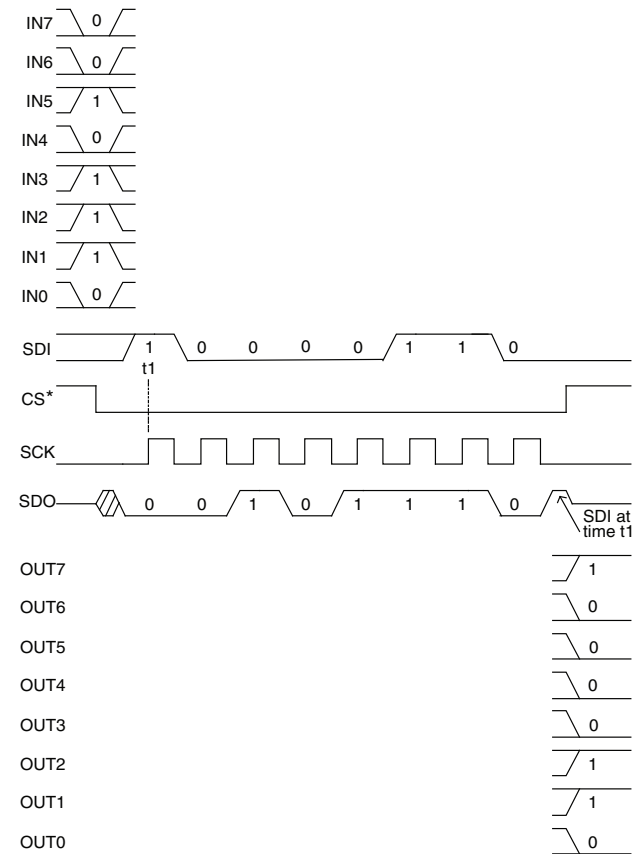 IN7 0
IN6 0
IN5 1
IN4 0
IN3 1
IN2 1
IN1 1
IN0 0
SDI 1 0 0 0 0 1 1 0
t1
CS*
SCK
SDO 0 0 1 0 1 1 1 0
SDI at
time t1
OUT7 1
OUT6 0
OUT5 0
OUT4 0
OUT3 0
OUT2 1
OUT1 1
OUT0 0